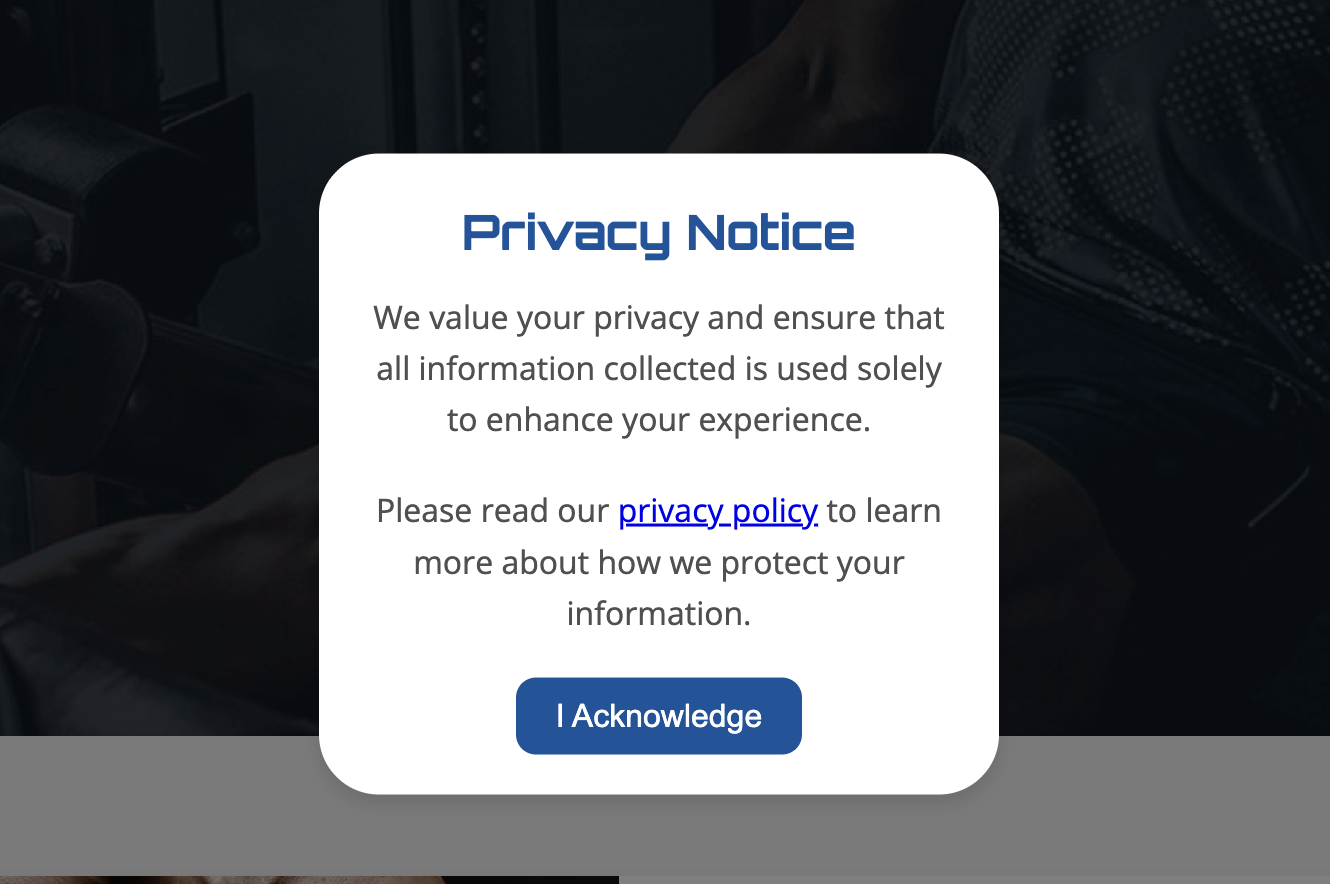 Privacy Notice
We value your privacy and ensure that
all information collected is used solely
to enhance your experience.
Please read our privacy policy to learn
more about how we protect your
information.
I Acknowledge